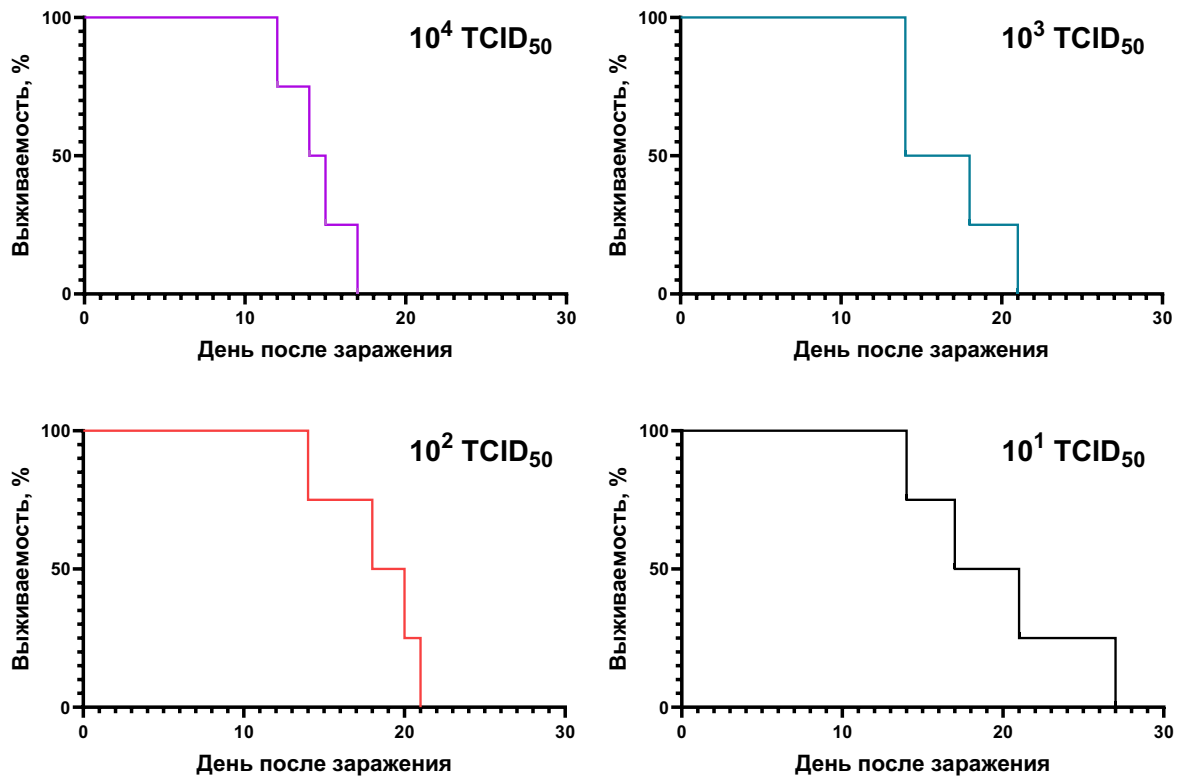 10⁴ TCID₅₀
Выживаемость, %
100
50
0
0 10 20 30
День после заражения
10³ TCID₅₀
Выживаемость, %
100
50
0
0 10 20 30
День после заражения
10² TCID₅₀
Выживаемость, %
100
50
0
0 10 20 30
День после заражения
10¹ TCID₅₀
Выживаемость, %
100
50
0
0 10 20 30
День после заражения